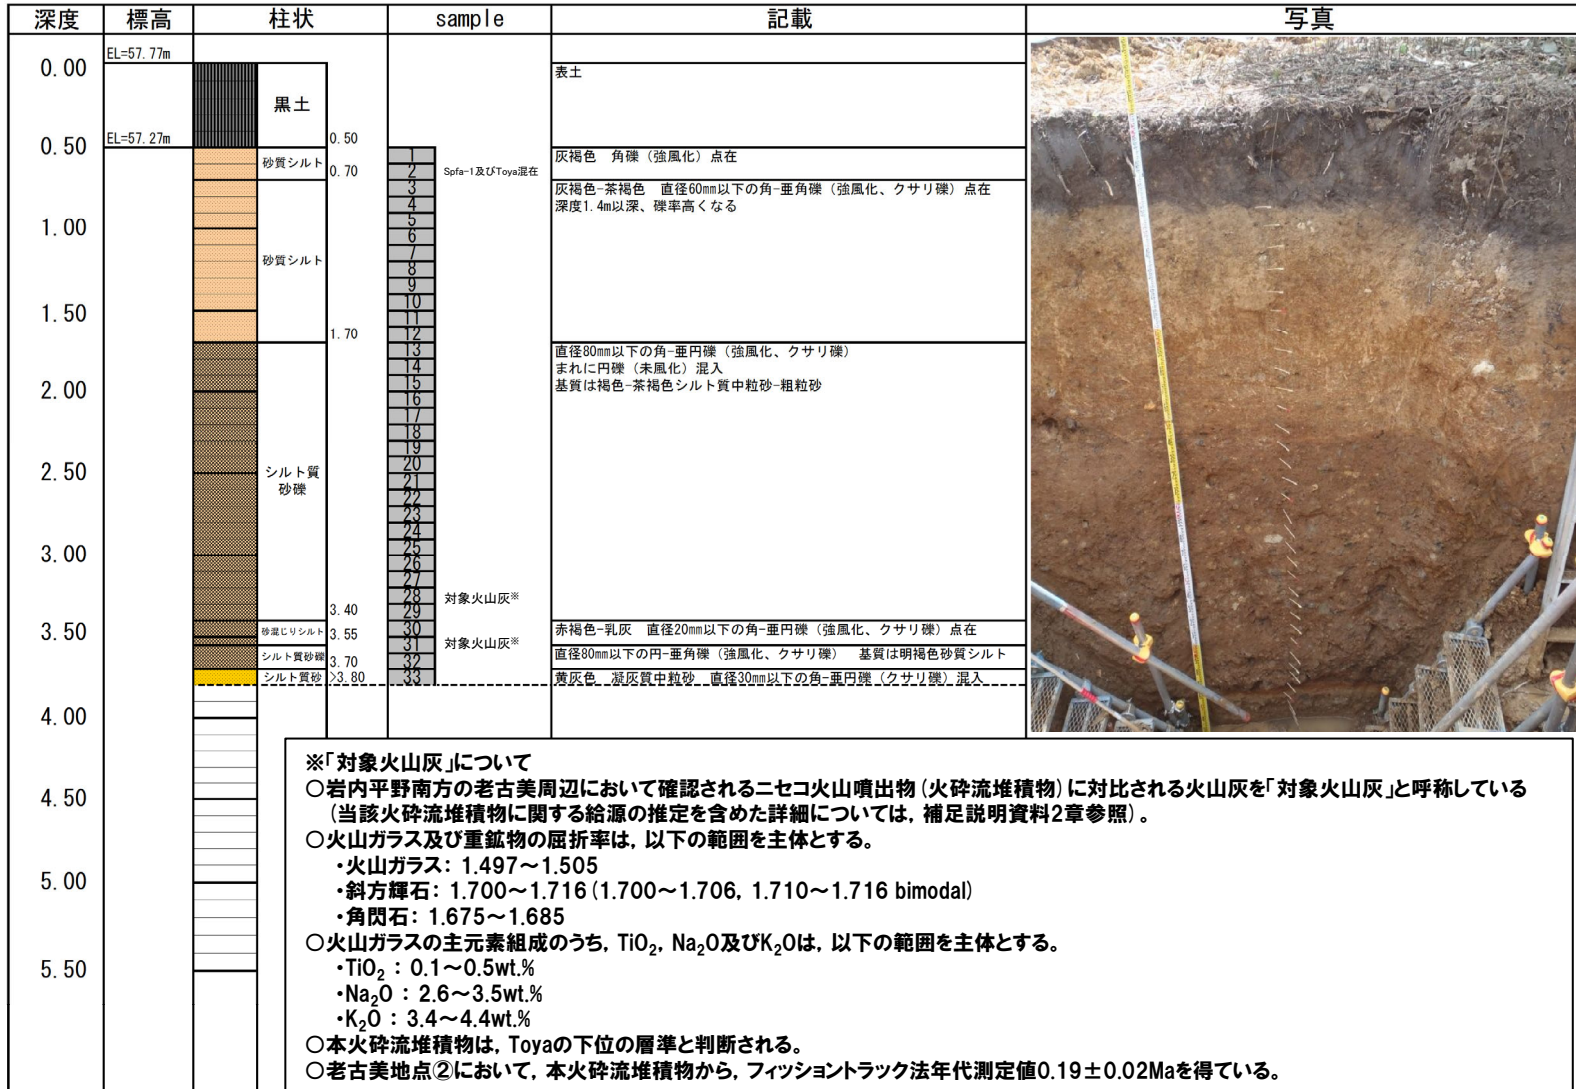 深度 標高 柱状 sample 記載 写真
EL=57.77m
0.00 表土
黒土
EL=57.27m 0.50
0.50
砂質シルト 1 灰褐色 角礫（強風化）点在
0.70 2 Spfa-1及びToya混在
3 灰褐色-茶褐色 直径60mm以下の角-亜角礫（強風化、クサリ礫）点在
4 深度1.4m以深、礫率高くなる
5
1.00
6
7
砂質シルト
8
9
10
1.50 11
1.70 12
13 直径80mm以下の角-亜円礫（強風化、クサリ礫）
14 まれに円礫（未風化）混入
2.00 15 基質は褐色-茶褐色シルト質中粒砂-粗粒砂
16
17
18
19
20
2.50 シルト質
砂礫
21
22
23
24
25
3.00
26
27
28 対象火山灰※
3.40 29
3.50 砂混じりシルト 3.55 30 赤褐色-乳灰 直径20mm以下の角-亜円礫（強風化、クサリ礫）点在
31 対象火山灰※
シルト質砂礫 3.70 32 直径80mm以下の円-亜角礫（強風化、クサリ礫） 基質は明褐色砂質シルト
シルト質砂 >3.80 33 黄灰色 凝灰質中粒砂 直径30mm以下の角-亜円礫（クサリ礫）混入
4.00
4.50
5.00
5.50
※「対象火山灰」について
○岩内平野南方の老古美周辺において確認されるニセコ火山噴出物（火砕流堆積物）に対比される火山灰を「対象火山灰」と呼称している
（当該火砕流堆積物に関する給源の推定を含めた詳細については，補足説明資料2章参照）。
○火山ガラス及び重鉱物の屈折率は，以下の範囲を主体とする。
・火山ガラス：1.497～1.505
・斜方輝石：1.700～1.716（1.700～1.706，1.710～1.716 bimodal）
・角閃石：1.675～1.685
○火山ガラスの主元素組成のうち，TiO₂，Na₂O及びK₂Oは，以下の範囲を主体とする。
・TiO₂：0.1～0.5wt.%
・Na₂O：2.6～3.5wt.%
・K₂O：3.4～4.4wt.%
○本火砕流堆積物は，Toyaの下位の層準と判断される。
○老古美地点②において，本火砕流堆積物から，フィッショントラック法年代測定値0.19±0.02Maを得ている。